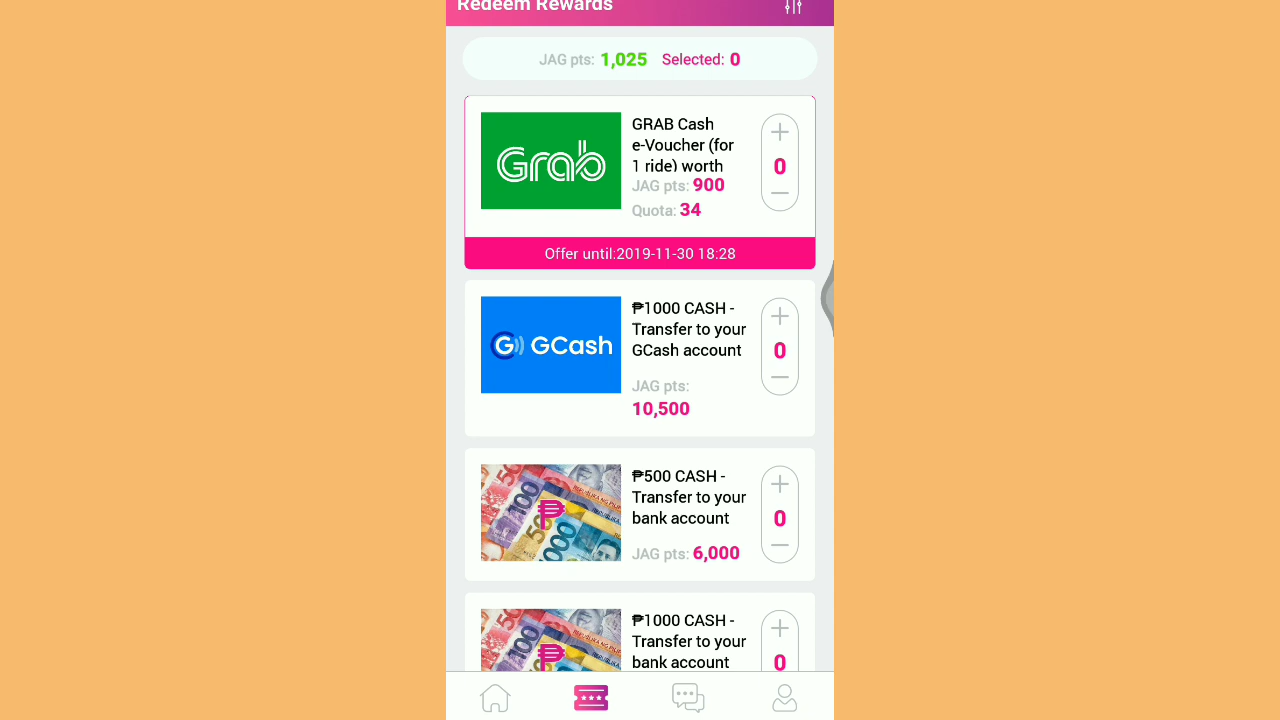 Redeem Rewards
JAG pts: 1,025 Selected: 0
Grab
GRAB Cash
e-Voucher (for
1 ride) worth
JAG pts: 900
Quota: 34
0
Offer until:2019-11-30 18:28
G GCash
₱1000 CASH -
Transfer to your
GCash account
JAG pts:
10,500
0
₱500 CASH -
Transfer to your
bank account
JAG pts: 6,000
0
₱1000 CASH -
Transfer to your
bank account
0